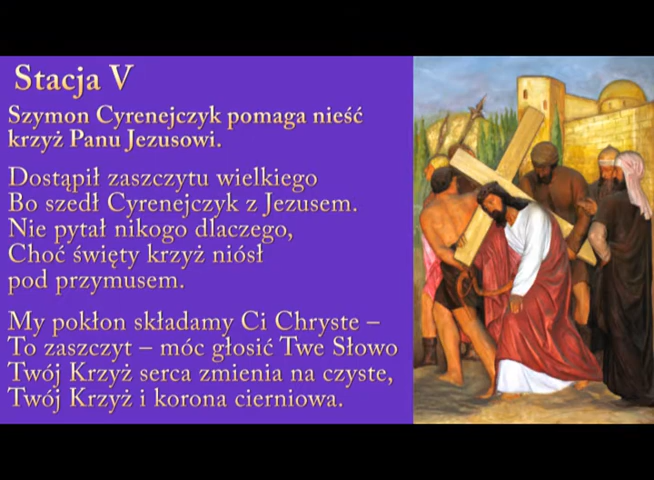 Stacja V
Szymon Cyrenejczyk pomaga nieść
krzyż Panu Jezusowi.
Dostąpił zaszczytu wielkiego
Bo szedł Cyrenejczyk z Jezusem.
Nie pytał nikogo dlaczego,
Choć święty krzyż niósł
pod przymusem.
My pokłon składamy Ci Chryste –
To zaszczyt – móc głosić Twe Słowo
Twój Krzyż serca zmienia na czyste,
Twój Krzyż i korona cierniowa.